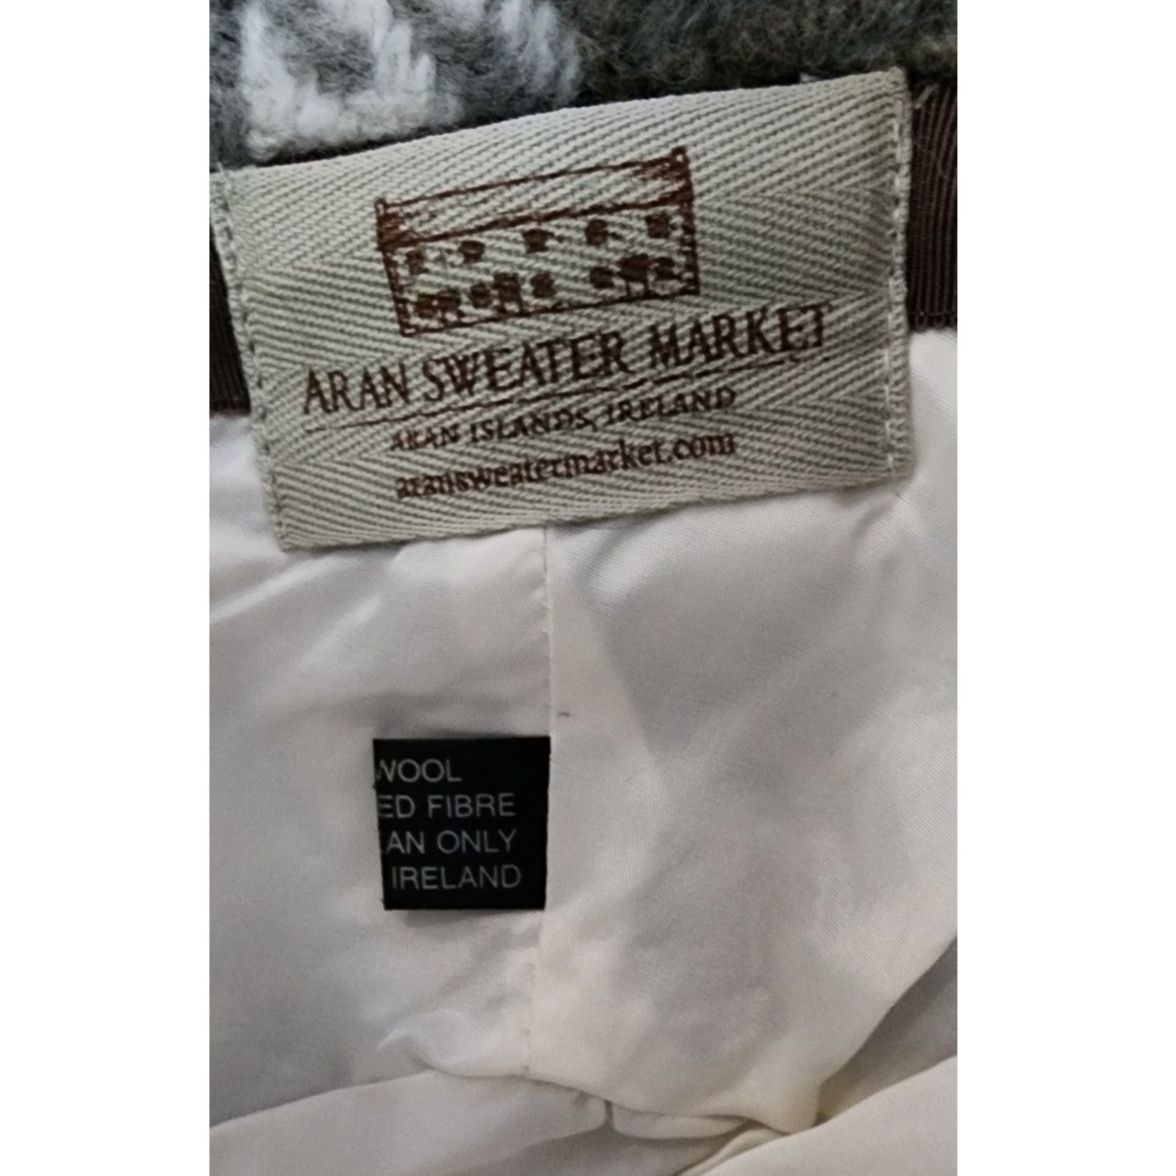 ARAN SWEATER MARKET
ARAN ISLANDS, IRELAND
aransweatermarket.com
WOOL
ED FIBRE
AN ONLY
IRELAND